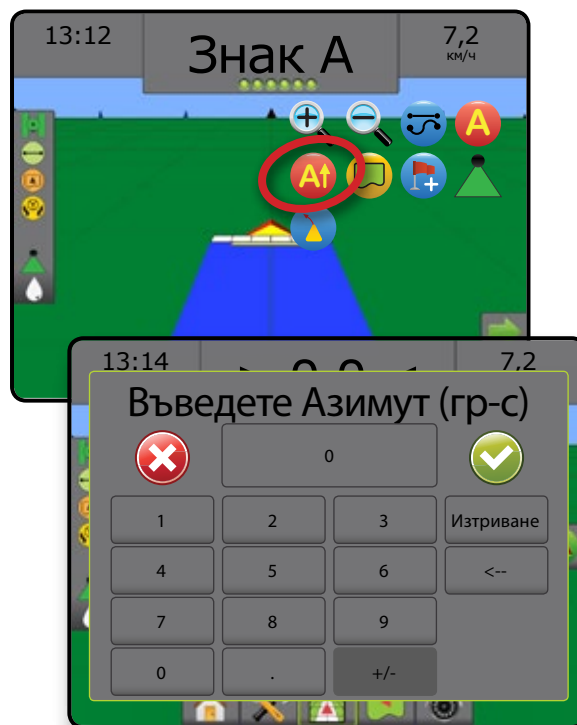 13:12
Знак А
7,2
км/ч
A
A
13:14
7,2
Въведете Азимут (гр-с)
0
1 2 3 Изтриване
4 5 6 <--
7 8 9
0 . +/-